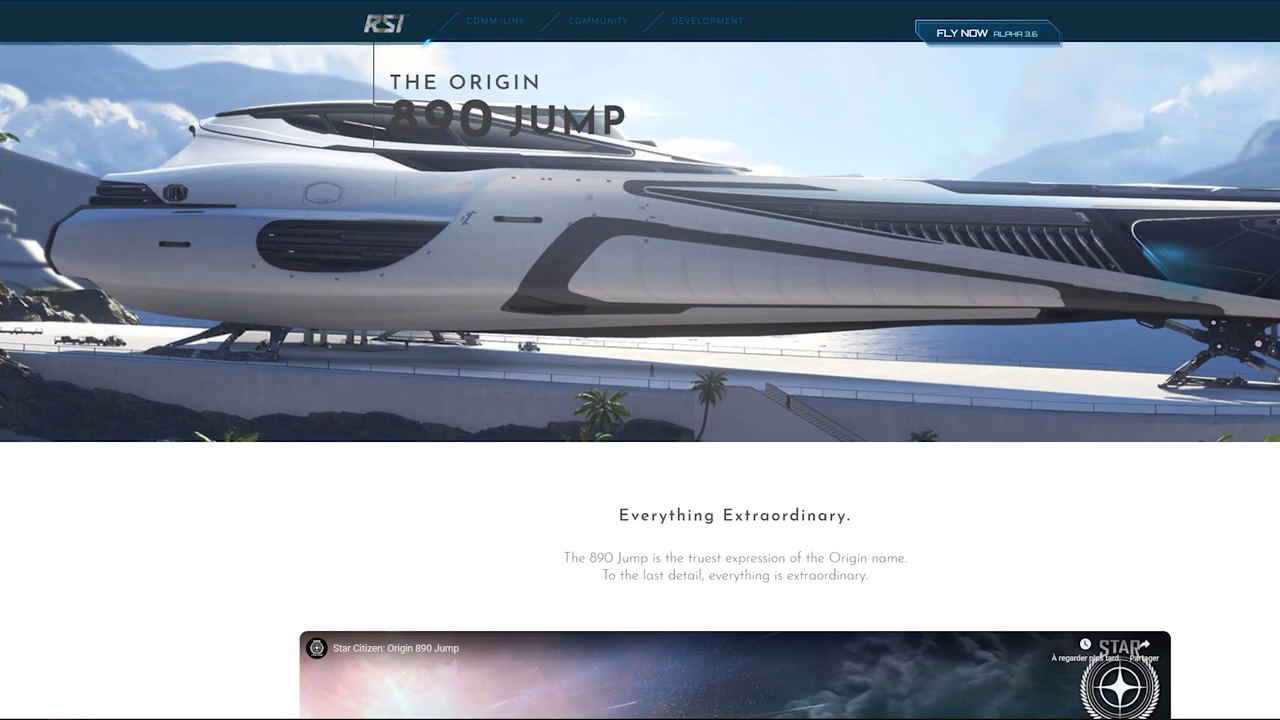 RSI
COMM-LINK
COMMUNITY
DEVELOPMENT
FLY NOW ALPHA 3.6
THE ORIGIN
890 JUMP
Everything Extraordinary.
The 890 Jump is the truest expression of the Origin name.
To the last detail, everything is extraordinary.
Star Citizen: Origin 890 Jump
STAR
À regarder plus tard
Partager